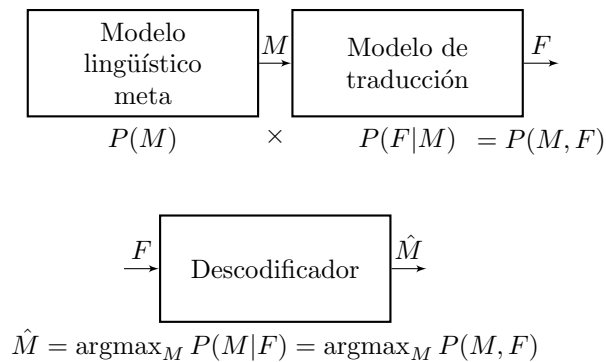 Modelo
lingüístico
meta
M
Modelo de
traducción
F
P(M) × P(F|M) = P(M, F)
F
Descodificador
M̂
M̂ = argmax_M P(M|F) = argmax_M P(M, F)